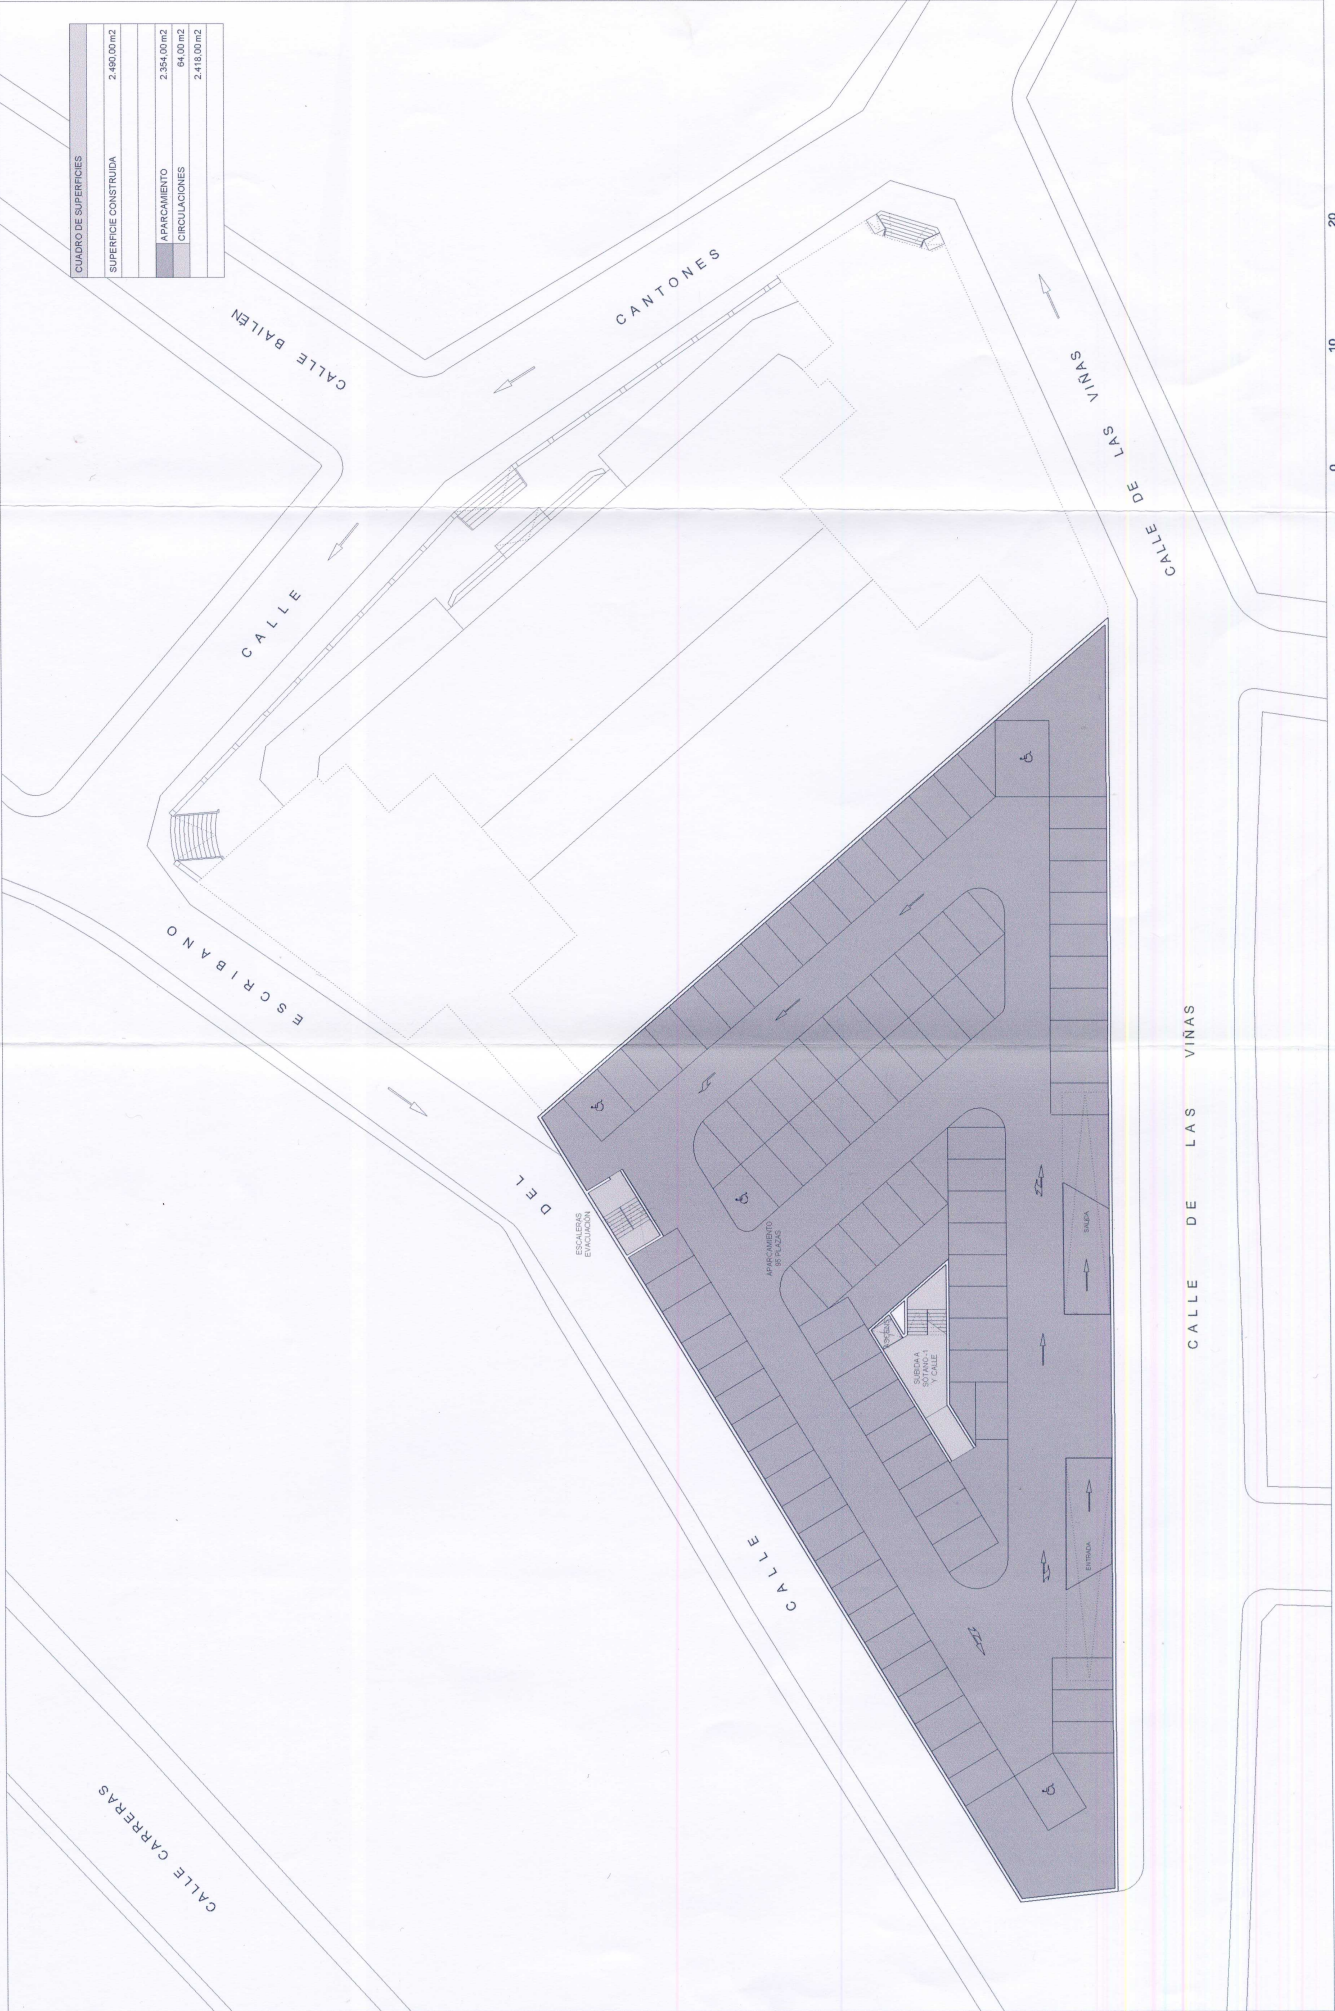 CUADRO DE SUPERFICIES
SUPERFICIE CONSTRUIDA 2.490,00 m2
APARCAMIENTO 2.354,00 m2
CIRCULACIONES 64,00 m2
2.418,00 m2
CALLE BAILÉN
CALLE CANTONES
CALLE DE LAS VIÑAS
CALLE DEL ESCRIBANO
CALLE CARRERAS
CALLE DE LAS VIÑAS
ESCALERAS
EVACUACIÓN
APARCAMIENTO
95 PLAZAS
SUBIDA A
SÓTANO -1
Y CALLE
SALIDA
ENTRADA
0 10 20